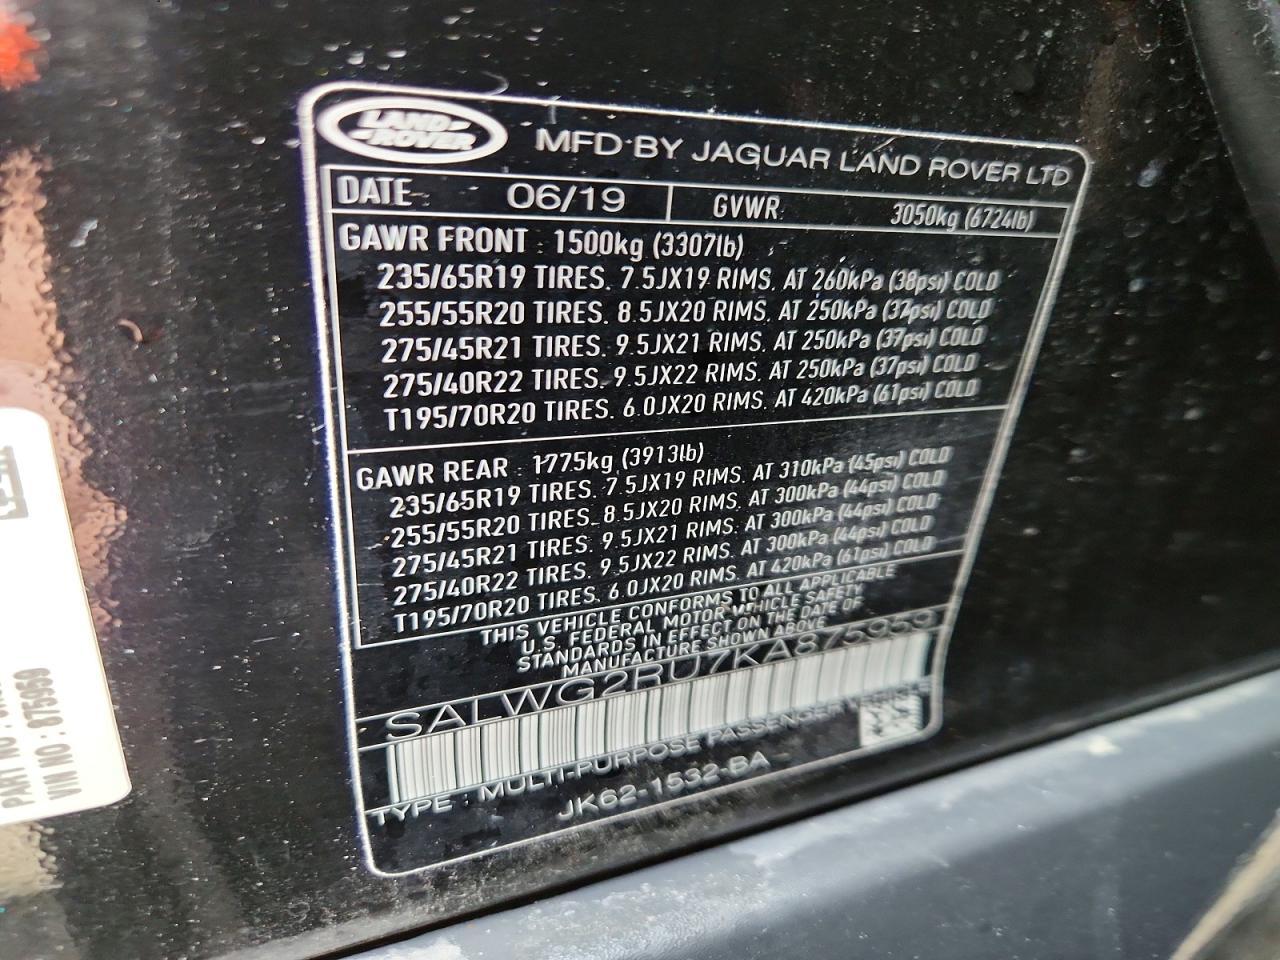 LAND
ROVER
MFD BY JAGUAR LAND ROVER LTD
DATE : 06/19 GVWR: 3050kg (6724lb)
GAWR FRONT : 1500kg (3307lb)
235/65R19 TIRES. 7.5JX19 RIMS. AT 260kPa (38psi) COLD
255/55R20 TIRES. 8.5JX20 RIMS. AT 250kPa (37psi) COLD
275/45R21 TIRES. 9.5JX21 RIMS. AT 250kPa (37psi) COLD
275/40R22 TIRES. 9.5JX22 RIMS. AT 250kPa (37psi) COLD
T195/70R20 TIRES. 6.0JX20 RIMS. AT 420kPa (61psi) COLD
GAWR REAR : 1775kg (3913lb)
235/65R19 TIRES. 7.5JX19 RIMS. AT 310kPa (45psi) COLD
255/55R20 TIRES. 8.5JX20 RIMS. AT 300kPa (44psi) COLD
275/45R21 TIRES. 9.5JX21 RIMS. AT 300kPa (44psi) COLD
275/40R22 TIRES. 9.5JX22 RIMS. AT 300kPa (44psi) COLD
T195/70R20 TIRES. 6.0JX20 RIMS. AT 420kPa (61psi) COLD
THIS VEHICLE CONFORMS TO ALL APPLICABLE
U.S. FEDERAL MOTOR VEHICLE SAFETY
STANDARDS IN EFFECT ON THE DATE OF
MANUFACTURE SHOWN ABOVE
SALWG2RU7KA875959
TYPE : MULTI-PURPOSE PASSENGER VEHICLE
JK62-1532-BA
PART NO :
VIN NO : 875959